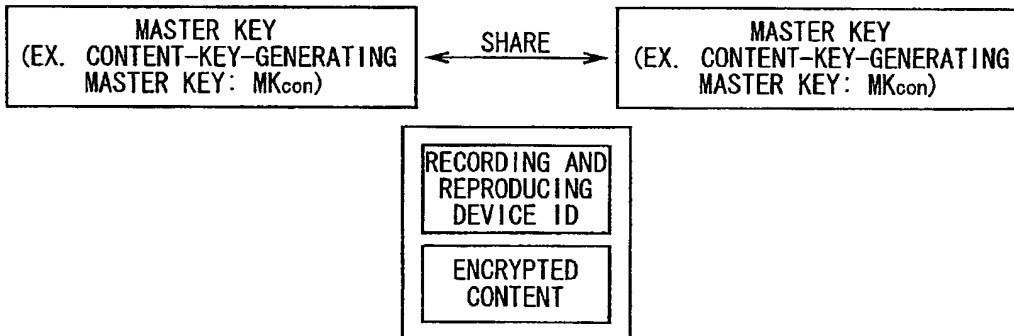 MASTER KEY
(EX. CONTENT-KEY-GENERATING
MASTER KEY: MKcon)
SHARE
MASTER KEY
(EX. CONTENT-KEY-GENERATING
MASTER KEY: MKcon)
RECORDING AND
REPRODUCING
DEVICE ID
ENCRYPTED
CONTENT